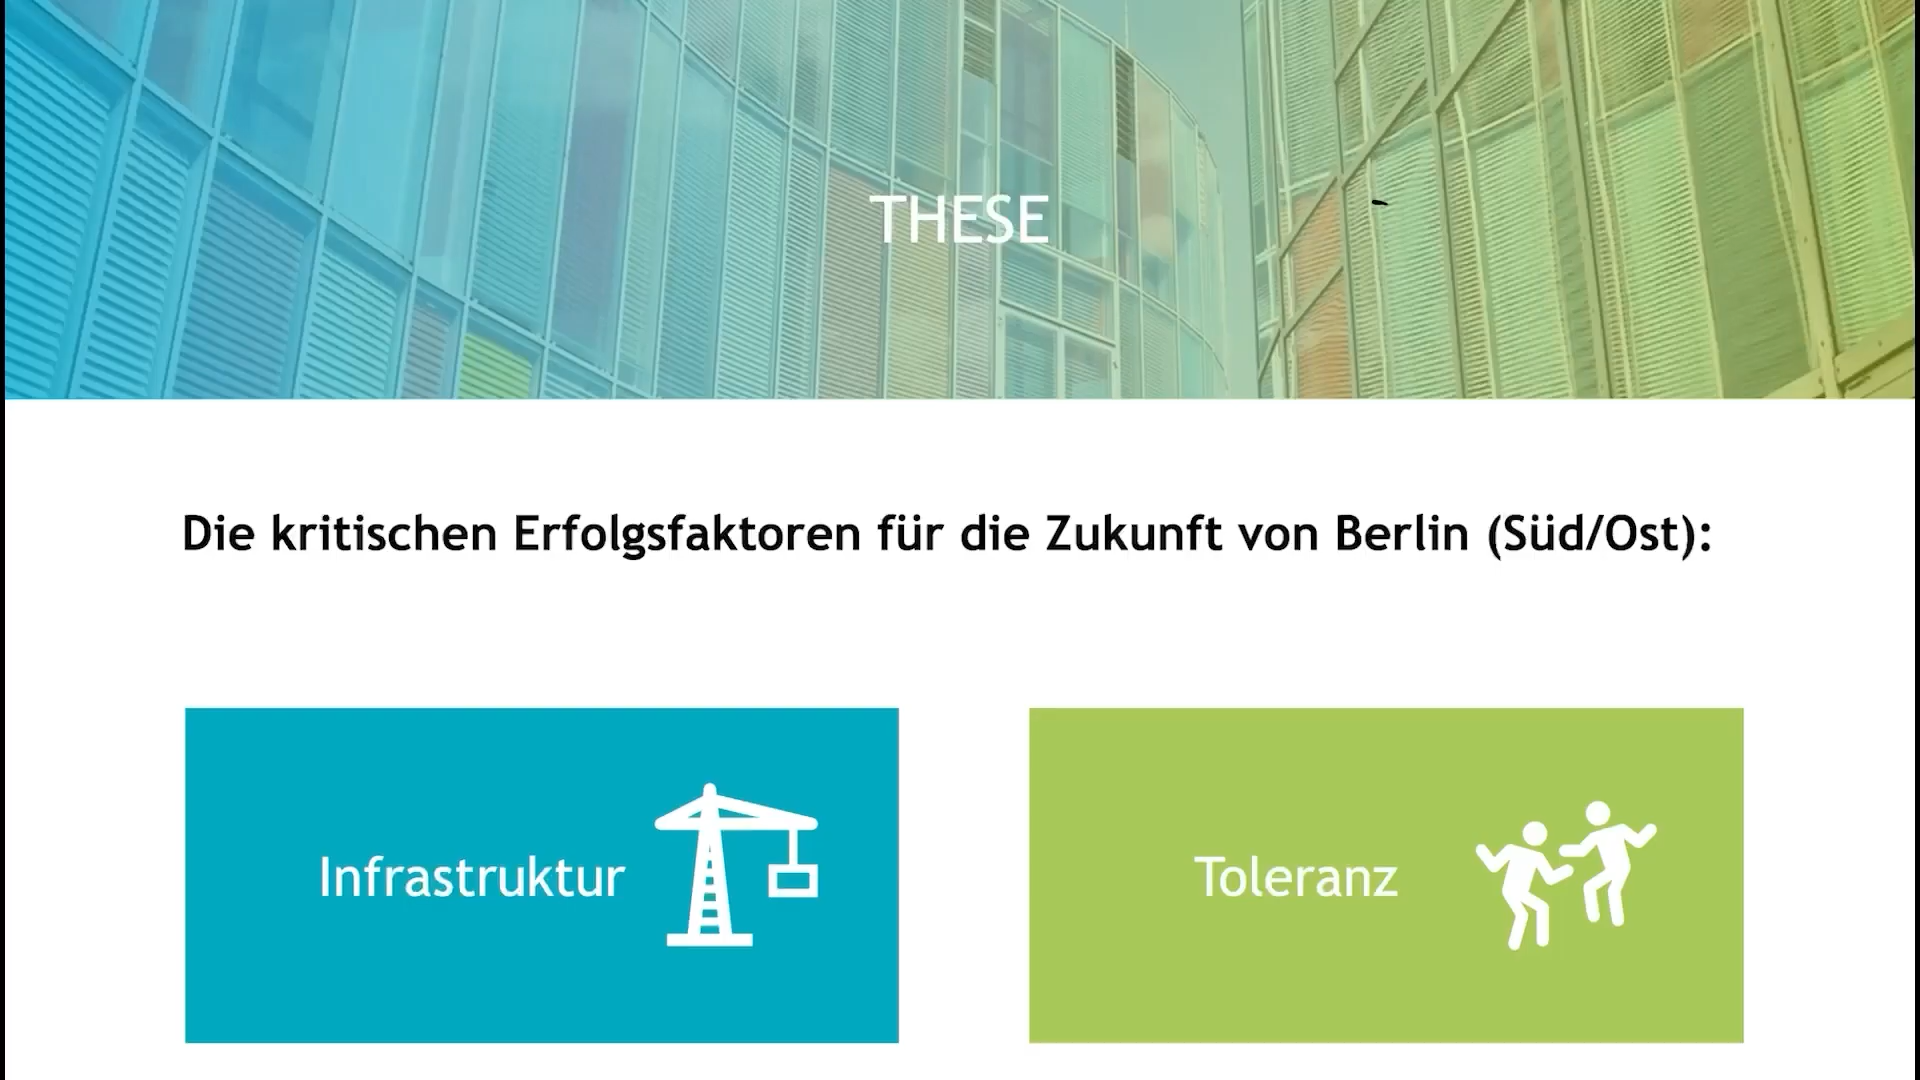 THESE
Die kritischen Erfolgsfaktoren für die Zukunft von Berlin (Süd/Ost):
Infrastruktur
Toleranz